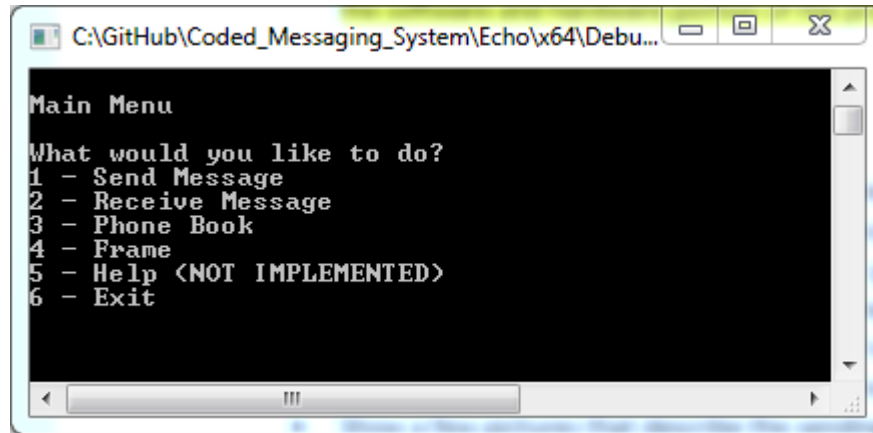 C:\GitHub\Coded_Messaging_System\Echo\x64\Debu...
Main Menu
What would you like to do?
1 - Send Message
2 - Receive Message
3 - Phone Book
4 - Frame
5 - Help (NOT IMPLEMENTED)
6 - Exit